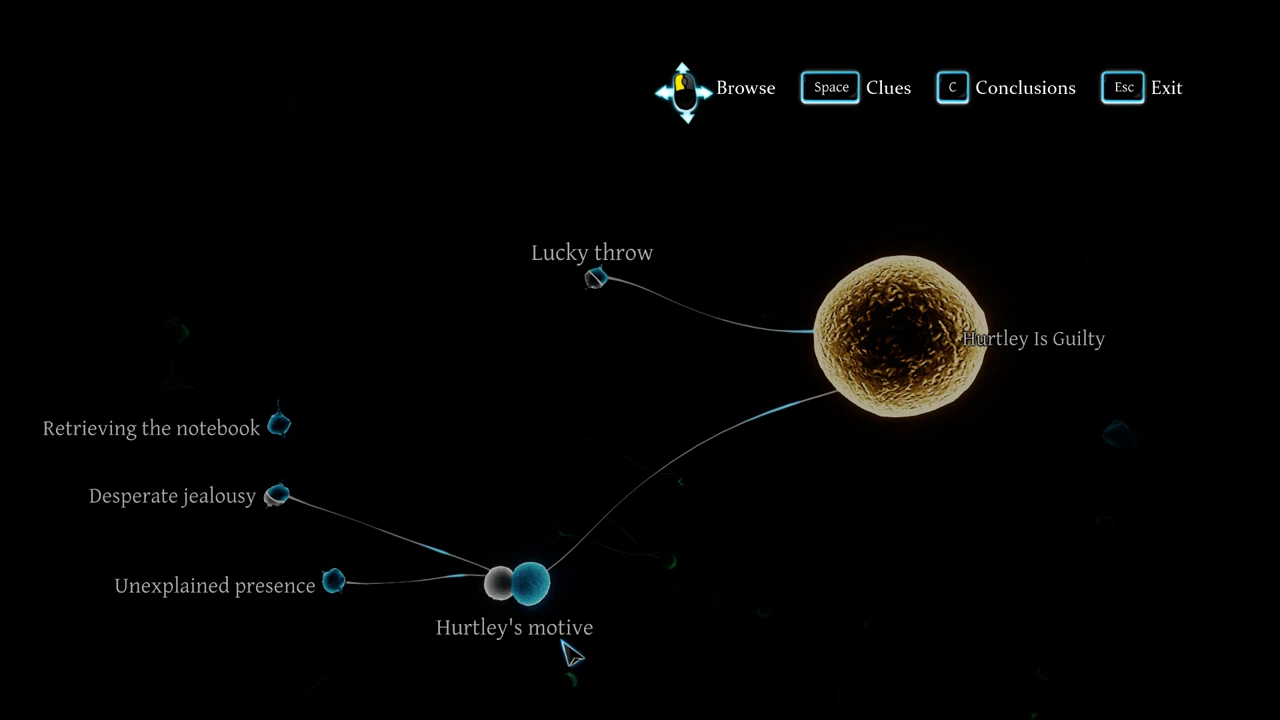 Browse
Space Clues
C Conclusions
Esc Exit
Lucky throw
Hurtley Is Guilty
Retrieving the notebook
Desperate jealousy
Unexplained presence
Hurtley's motive